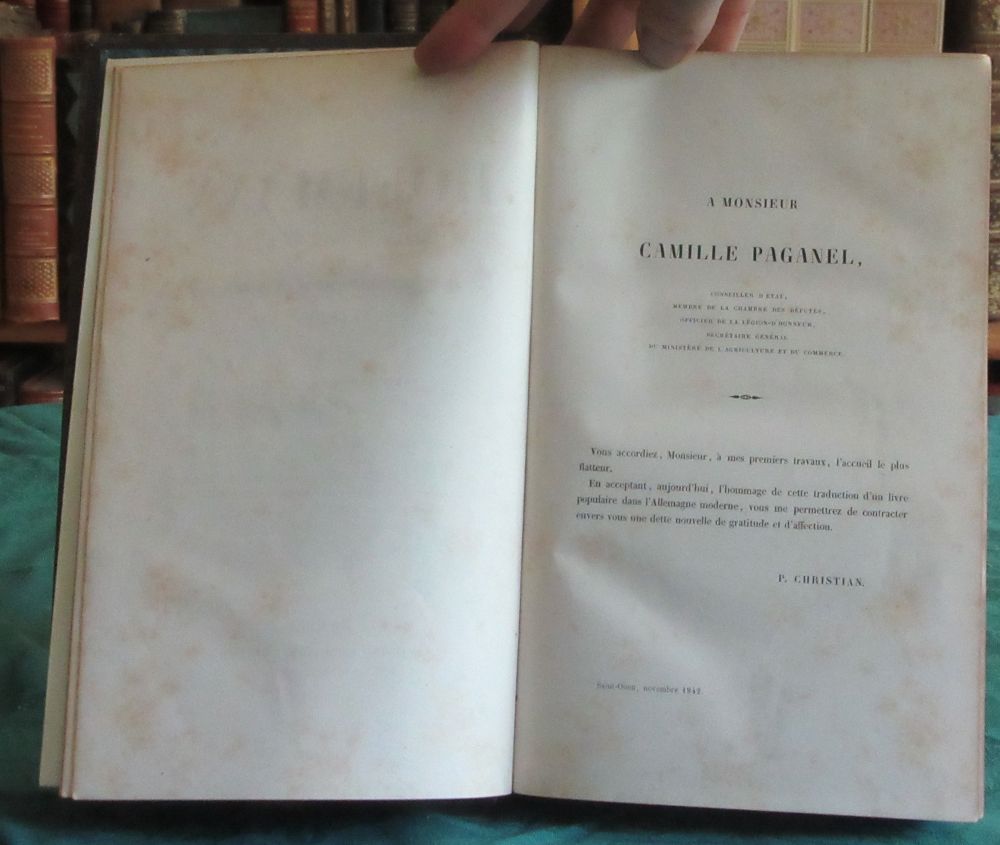 A MONSIEUR
CAMILLE PAGANEL,
CONSEILLER D'ETAT,
MEMBRE DE LA CHAMBRE DES DÉPUTÉS,
OFFICIER DE LA LÉGION-D'HONNEUR,
SECRÉTAIRE GÉNÉRAL
DU MINISTÈRE DE L'AGRICULTURE ET DU COMMERCE.
Vous accordiez, Monsieur, à mes premiers travaux, l'accueil le plus
flatteur.
En acceptant, aujourd'hui, l'hommage de cette traduction d'un livre
populaire dans l'Allemagne moderne, vous me permettrez de contracter
envers vous une dette nouvelle de gratitude et d'affection.
P. CHRISTIAN.
Saint-Ouen, novembre 1842.